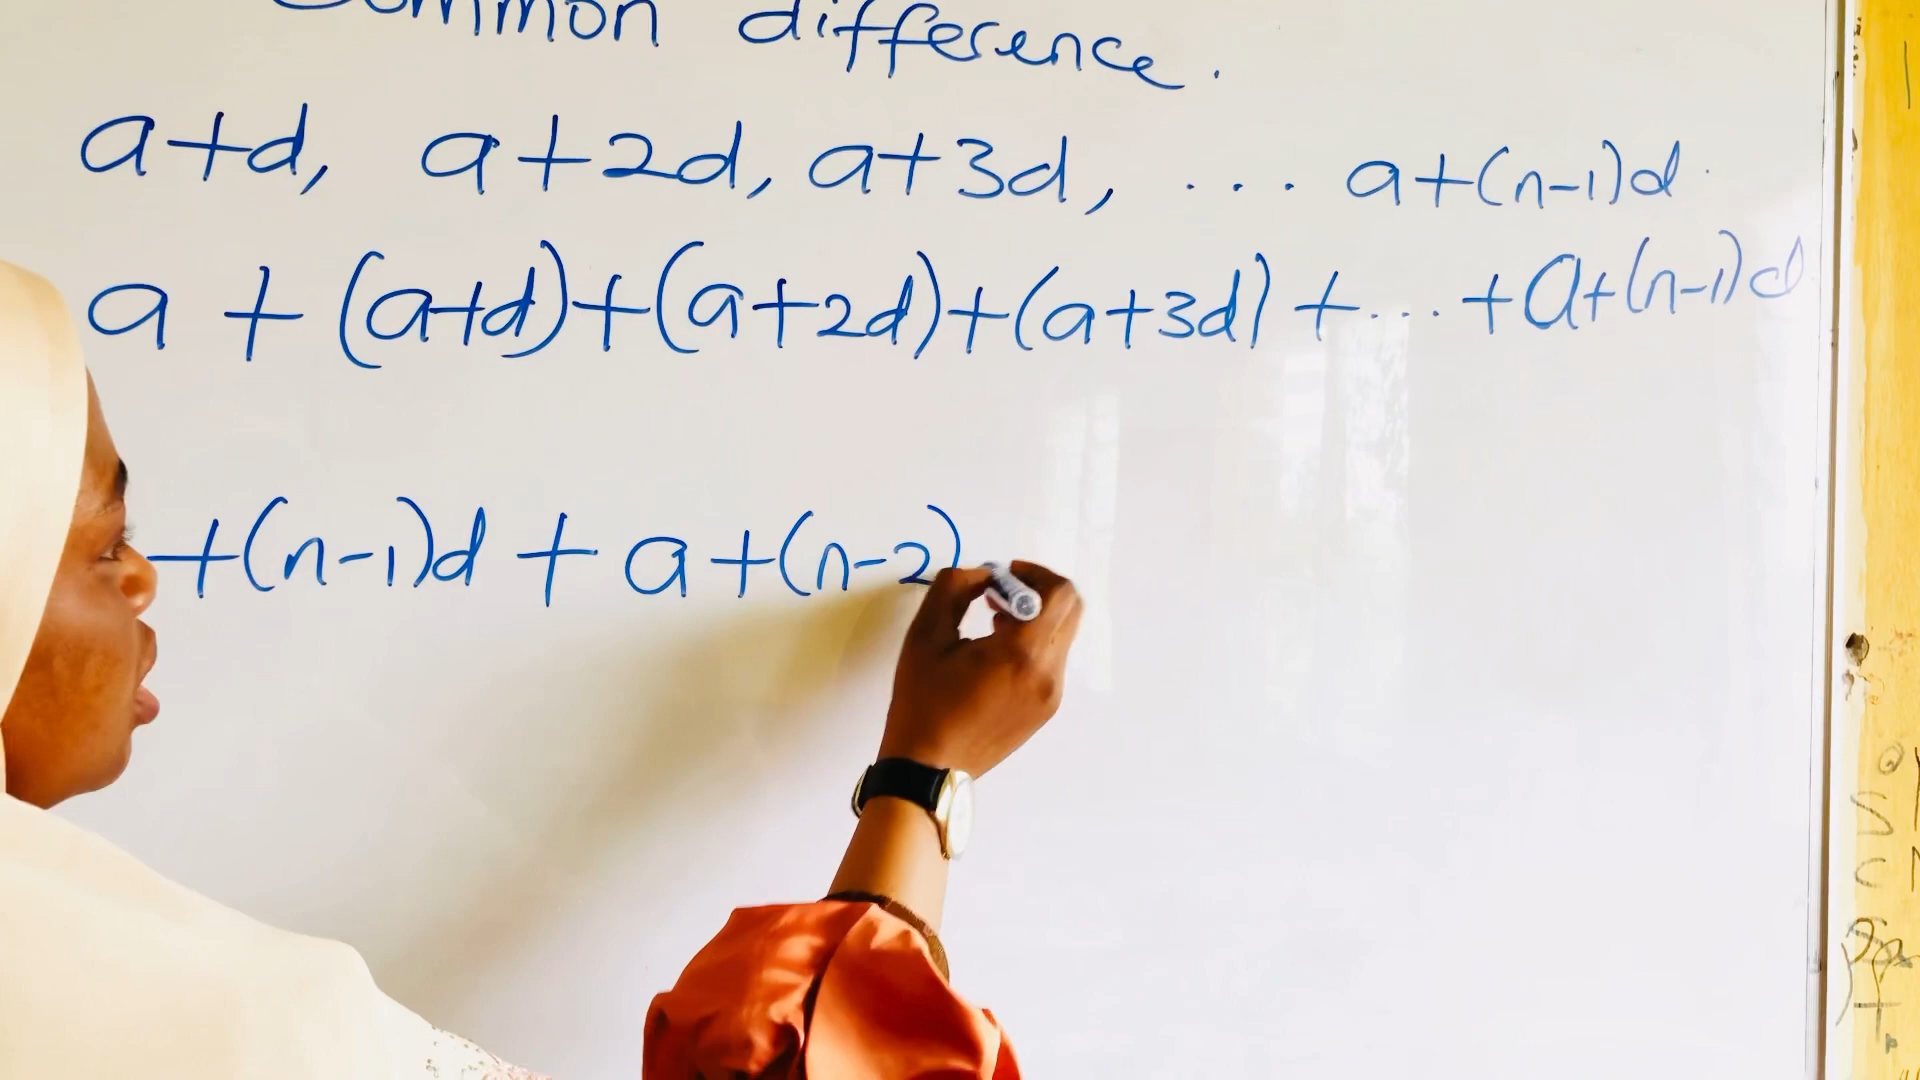 Common difference.
a+d, a+2d, a+3d, ... a+(n-1)d.
a + (a+d)+(a+2d)+(a+3d) +... +a+(n-1)d
+(n-1)d + a +(n-2)